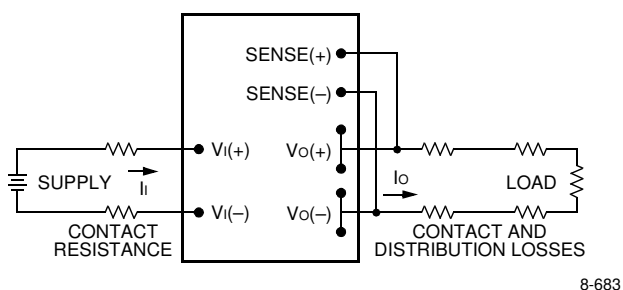 SENSE(+)
SENSE(–)
VI(+)
VO(+)
SUPPLY
II
IO
LOAD
VI(–)
VO(–)
CONTACT
RESISTANCE
CONTACT AND
DISTRIBUTION LOSSES
8-683